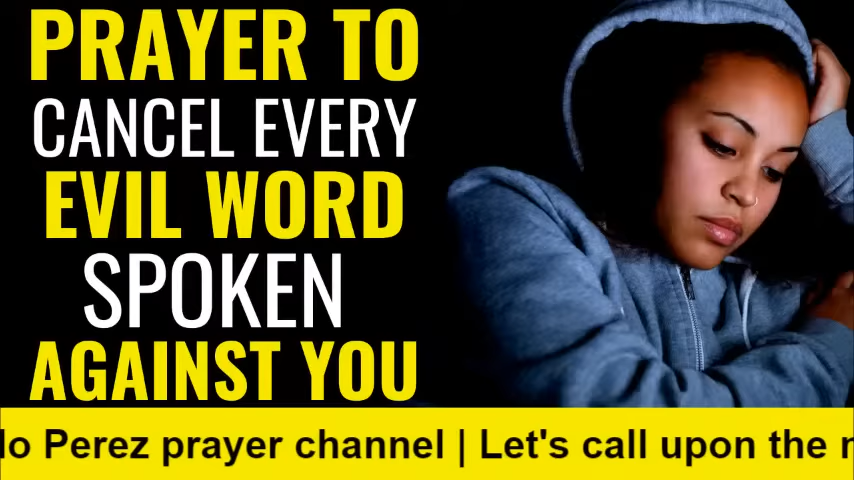 PRAYER TO
CANCEL EVERY
EVIL WORD
SPOKEN
AGAINST YOU
Perez prayer channel | Let's call upon the